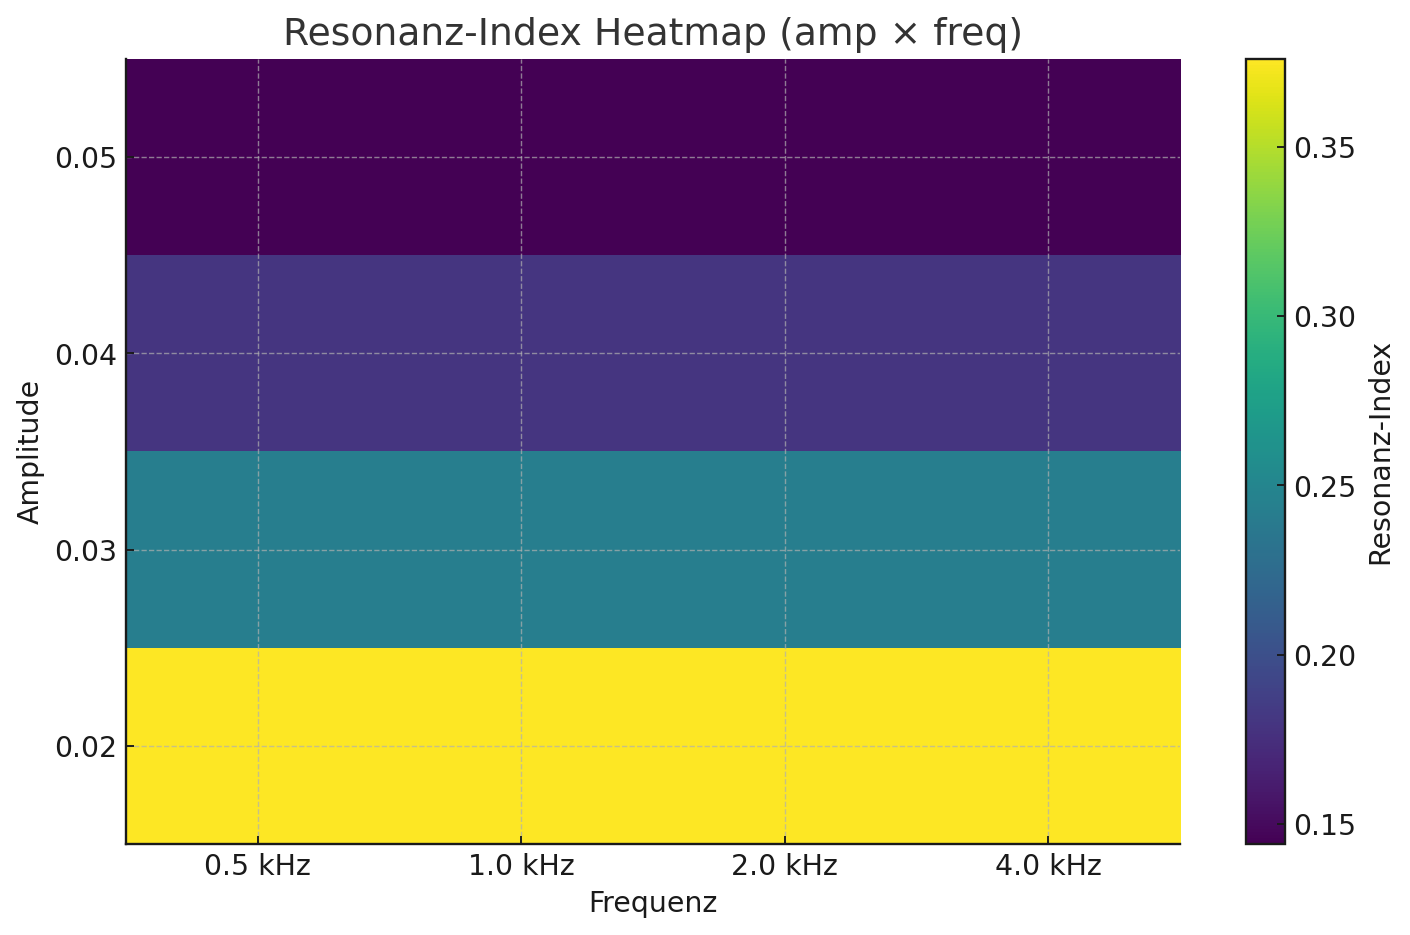 Resonanz-Index Heatmap (amp × freq)
Amplitude
0.05
0.04
0.03
0.02
0.5 kHz 1.0 kHz 2.0 kHz 4.0 kHz
Frequenz
0.35
0.30
0.25
0.20
0.15
Resonanz-Index